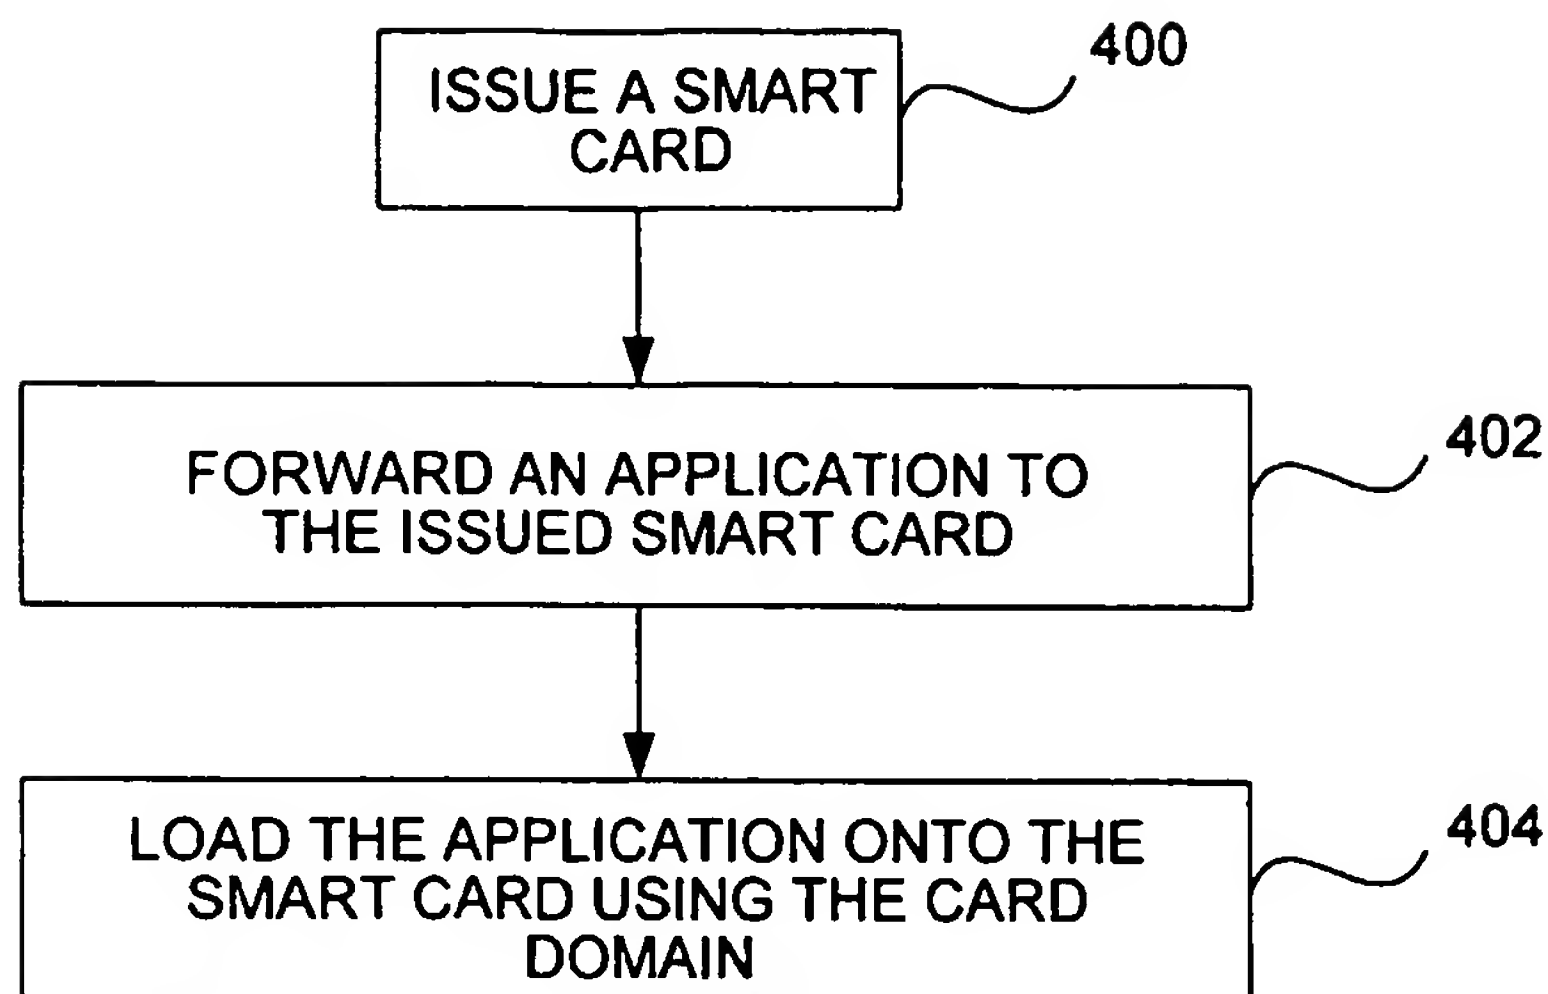 ISSUE A SMART
CARD
400
FORWARD AN APPLICATION TO
THE ISSUED SMART CARD
402
LOAD THE APPLICATION ONTO THE
SMART CARD USING THE CARD
DOMAIN
404